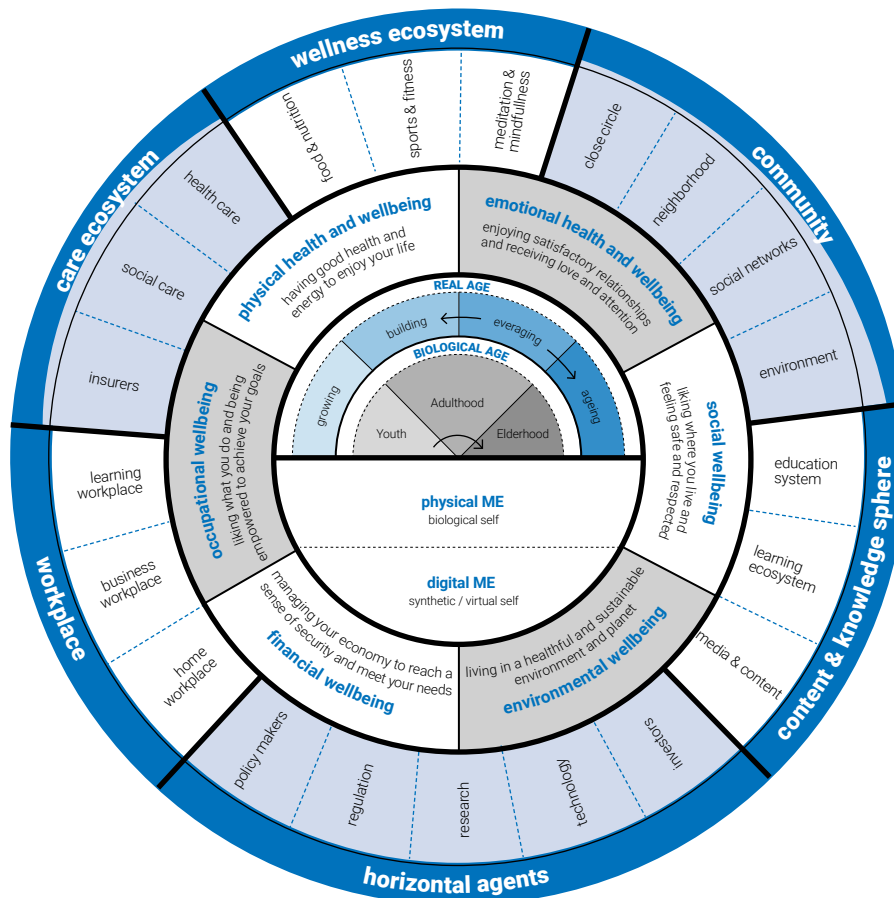 wellness ecosystem
food & nutrition
sports & fitness
meditation &
mindfullness
community
close circle
neighborhood
social networks
environment
content & knowledge sphere
education
system
learning
ecosystem
media & content
horizontal agents
investors
technology
research
regulation
policy makers
workplace
home
workplace
business
workplace
learning
workplace
care ecosystem
insurers
social care
health care
physical health and wellbeing
having good health and
energy to enjoy your life
emotional health and wellbeing
enjoying satisfactory relationships
and receiving love and attention
social wellbeing
liking where you live and
feeling safe and respected
living in a healthful and sustainable
environment and planet
environmental wellbeing
managing your economy to reach a
sense of security and meet your needs
financial wellbeing
occupational wellbeing
liking what you do and being
empowered to achieve your goals
REAL AGE
growing
building
everaging
ageing
BIOLOGICAL AGE
Youth
Adulthood
Elderhood
physical ME
biological self
digital ME
synthetic / virtual self